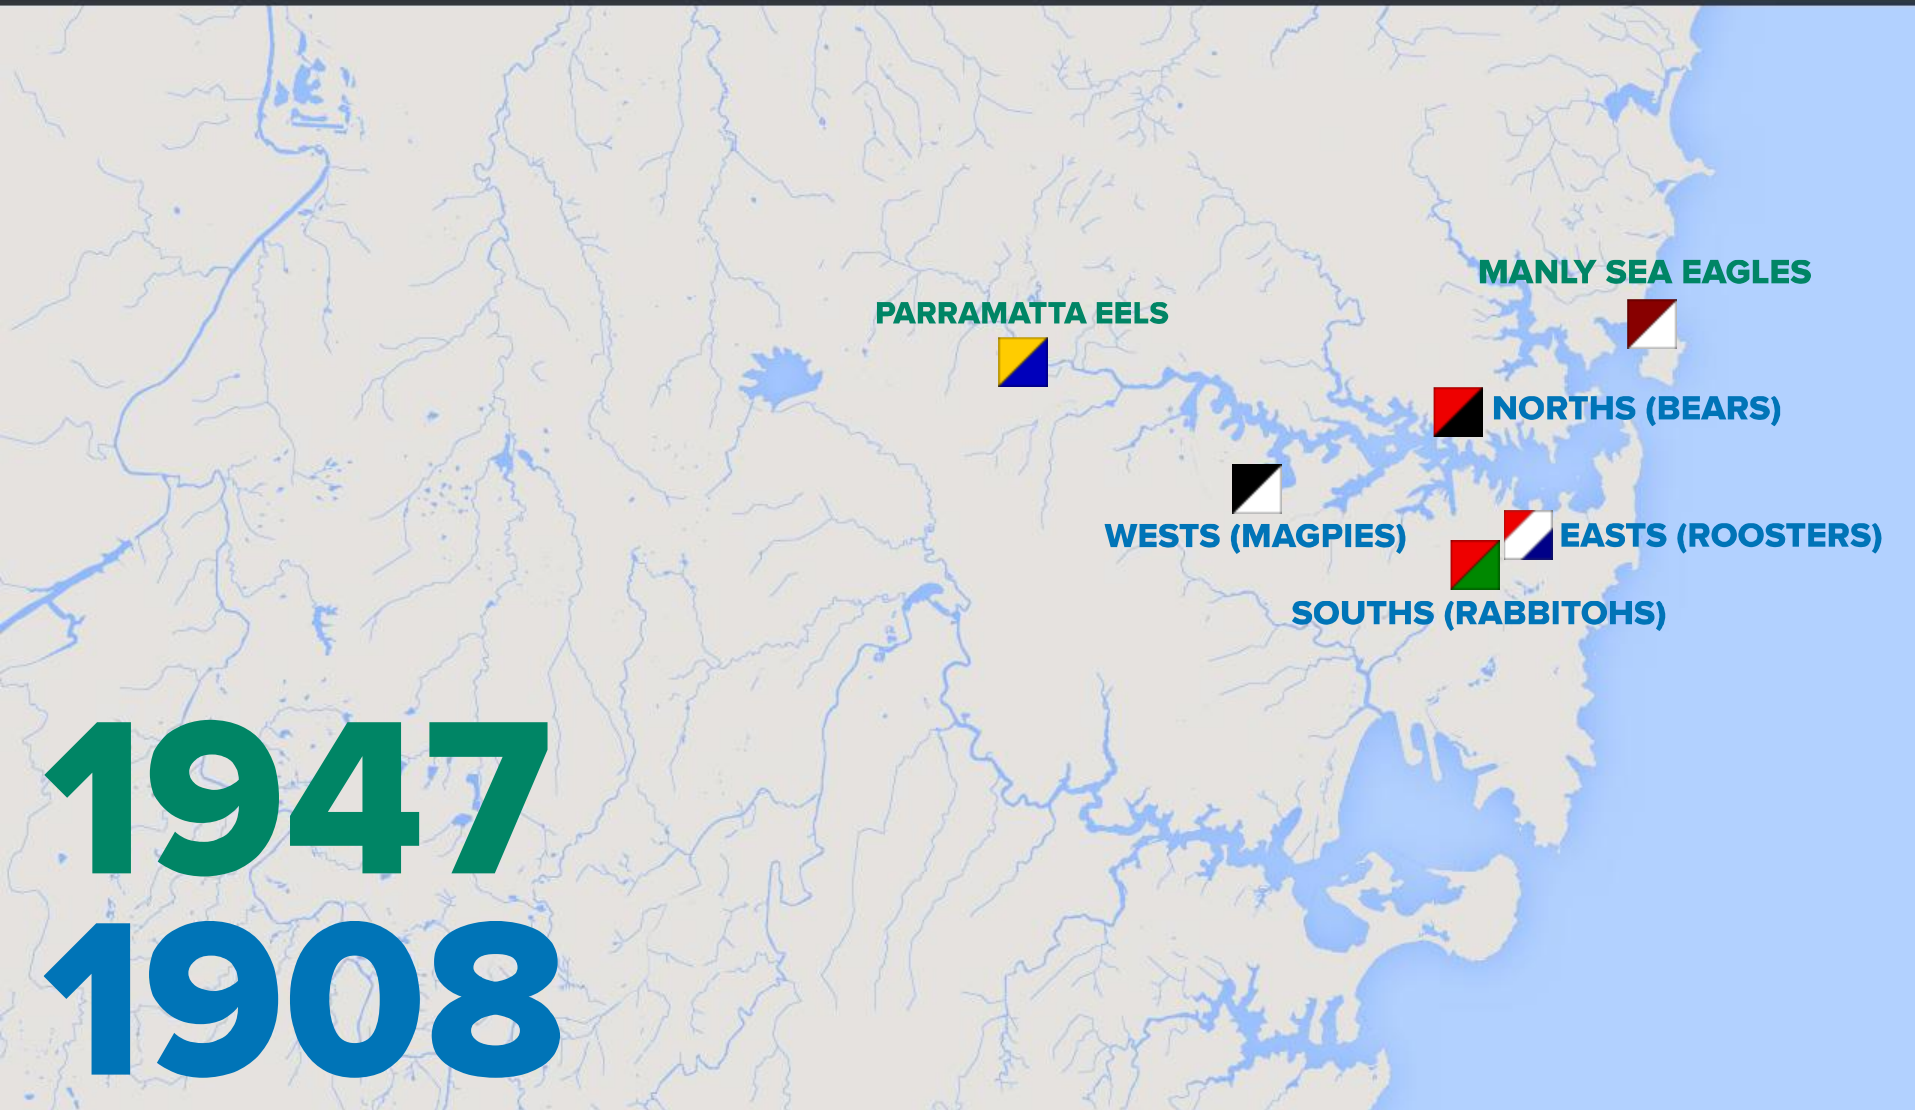 MANLY SEA EAGLES
PARRAMATTA EELS
NORTHS (BEARS)
WESTS (MAGPIES)
EASTS (ROOSTERS)
SOUTHS (RABBITOHS)
1947
1908